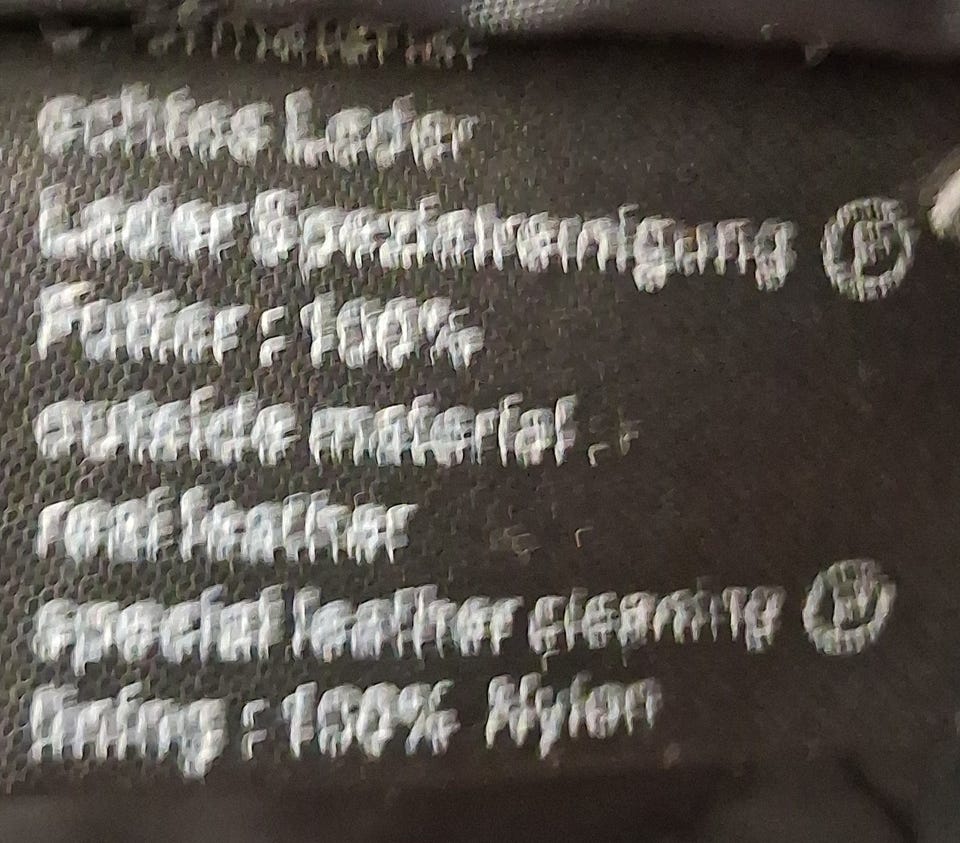 echtes Leder
Leder Spezialreinigung
Futter : 100%
outside material :
real leather
special leather cleaning
lining : 100% Nylon